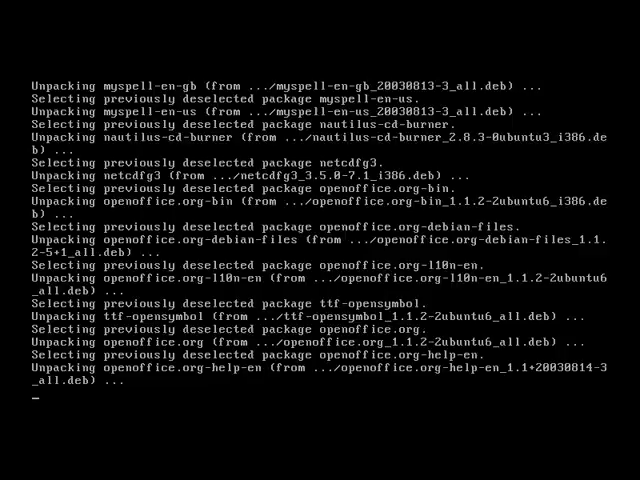 Unpacking myspell-en-gb (from .../myspell-en-gb_20030813-3_all.deb) ...
Selecting previously deselected package myspell-en-us.
Unpacking myspell-en-us (from .../myspell-en-us_20030813-3_all.deb) ...
Selecting previously deselected package nautilus-cd-burner.
Unpacking nautilus-cd-burner (from .../nautilus-cd-burner_2.8.3-0ubuntu3_i386.de
b) ...
Selecting previously deselected package netcdfg3.
Unpacking netcdfg3 (from .../netcdfg3_3.5.0-7.1_i386.deb) ...
Selecting previously deselected package openoffice.org-bin.
Unpacking openoffice.org-bin (from .../openoffice.org-bin_1.1.2-2ubuntu6_i386.de
b) ...
Selecting previously deselected package openoffice.org-debian-files.
Unpacking openoffice.org-debian-files (from .../openoffice.org-debian-files_1.1.
2-5+1_all.deb) ...
Selecting previously deselected package openoffice.org-l10n-en.
Unpacking openoffice.org-l10n-en (from .../openoffice.org-l10n-en_1.1.2-2ubuntu6
_all.deb) ...
Selecting previously deselected package ttf-opensymbol.
Unpacking ttf-opensymbol (from .../ttf-opensymbol_1.1.2-2ubuntu6_all.deb) ...
Selecting previously deselected package openoffice.org.
Unpacking openoffice.org (from .../openoffice.org_1.1.2-2ubuntu6_all.deb) ...
Selecting previously deselected package openoffice.org-help-en.
Unpacking openoffice.org-help-en (from .../openoffice.org-help-en_1.1+20030814-3
_all.deb) ...